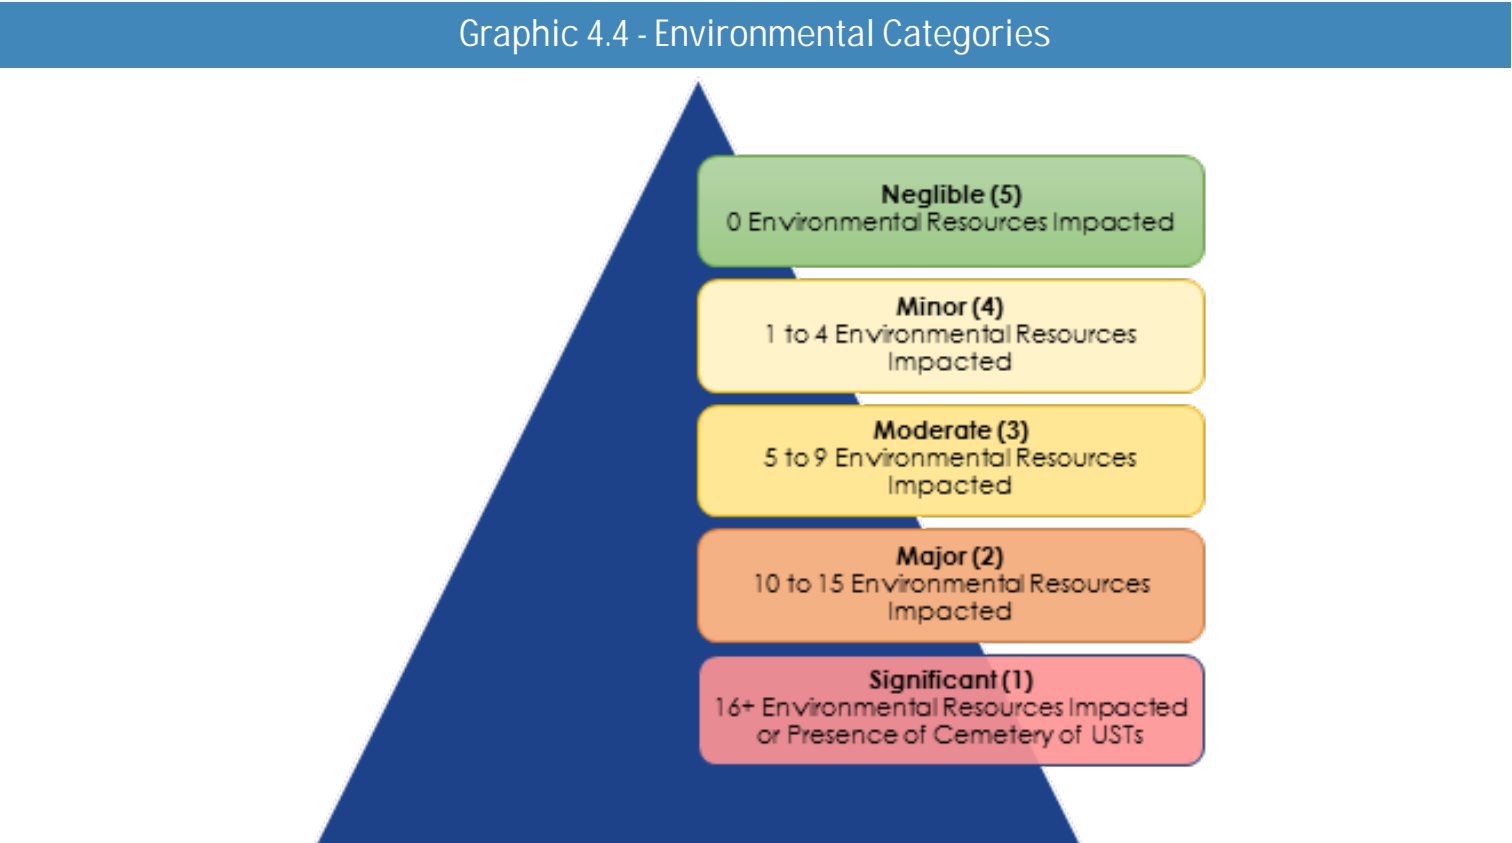 Graphic 4.4 - Environmental Categories
Neglible (5)
0 Environmental Resources Impacted
Minor (4)
1 to 4 Environmental Resources
Impacted
Moderate (3)
5 to 9 Environmental Resources
Impacted
Major (2)
10 to 15 Environmental Resources
Impacted
Significant (1)
16+ Environmental Resources Impacted
or Presence of Cemetery of USTs